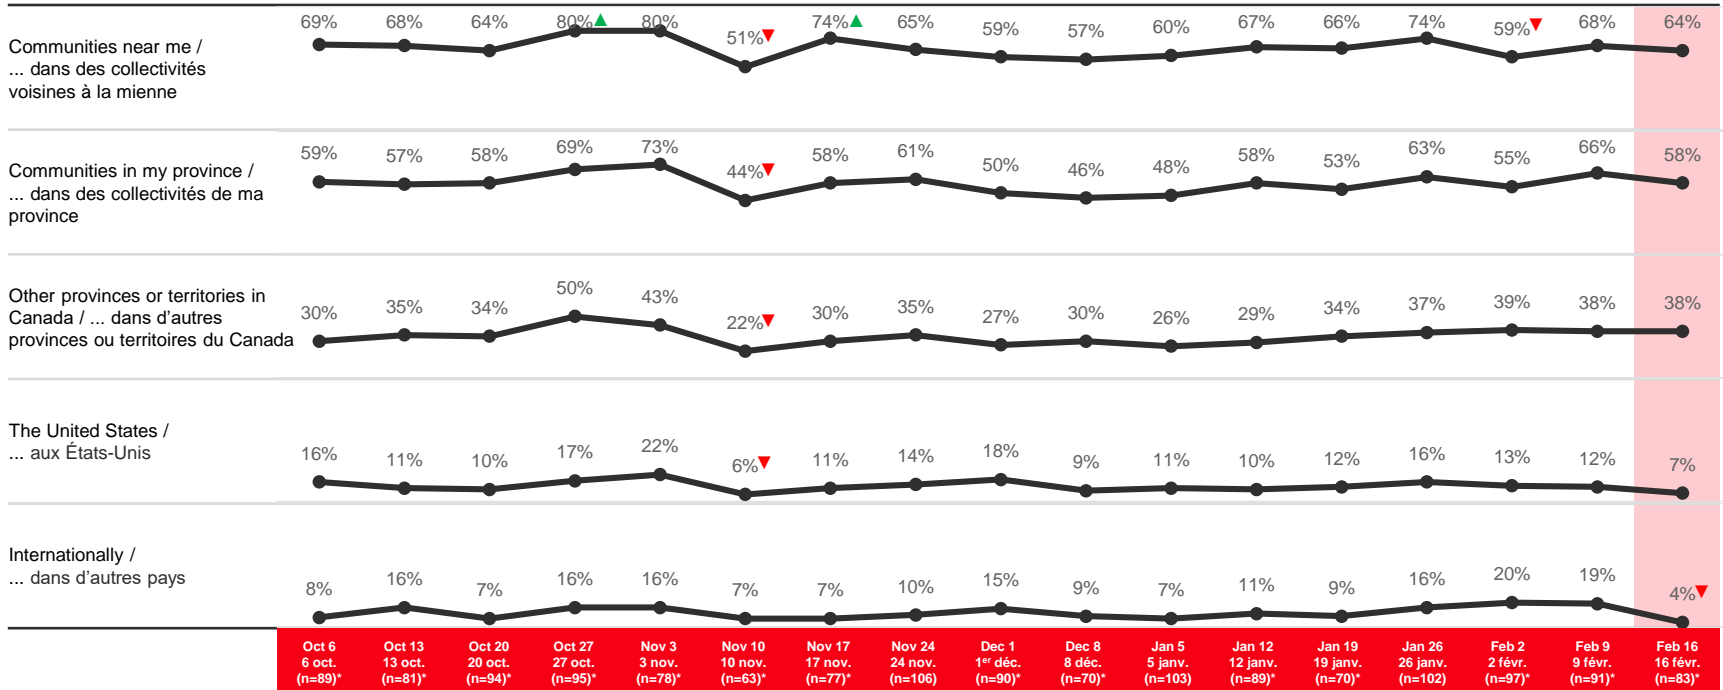 69% 68% 64% 80%▲ 80% 51%▼ 74%▲ 65% 59% 57% 60% 67% 66% 74% 59%▼ 68% 64%
Communities near me /
... dans des collectivités
voisines à la mienne
59% 57% 58% 69% 73% 44%▼ 58% 61% 50% 46% 48% 58% 53% 63% 55% 66% 58%
Communities in my province /
... dans des collectivités de ma
province
30% 35% 34% 50% 43% 22%▼ 30% 35% 27% 30% 26% 29% 34% 37% 39% 38% 38%
Other provinces or territories in
Canada / ... dans d’autres
provinces ou territoires du Canada
16% 11% 10% 17% 22% 6%▼ 11% 14% 18% 9% 11% 10% 12% 16% 13% 12% 7%
The United States /
... aux États-Unis
8% 16% 7% 16% 16% 7% 7% 10% 15% 9% 7% 11% 9% 16% 20% 19% 4%▼
Internationally /
... dans d'autres pays
Oct 6 Oct 13 Oct 20 Oct 27 Nov 3 Nov 10 Nov 17 Nov 24 Dec 1 Dec 8 Jan 5 Jan 12 Jan 19 Jan 26 Feb 2 Feb 9 Feb 16
6 oct. 13 oct. 20 oct. 27 oct. 3 nov. 10 nov. 17 nov. 24 nov. 1er déc. 8 déc. 5 janv. 12 janv. 19 janv. 26 janv. 2 févr. 9 févr. 16 févr.
(n=89)* (n=81)* (n=94)* (n=95)* (n=78)* (n=63)* (n=77)* (n=106) (n=90)* (n=70)* (n=103) (n=89)* (n=70)* (n=102) (n=97)* (n=91)* (n=83)*